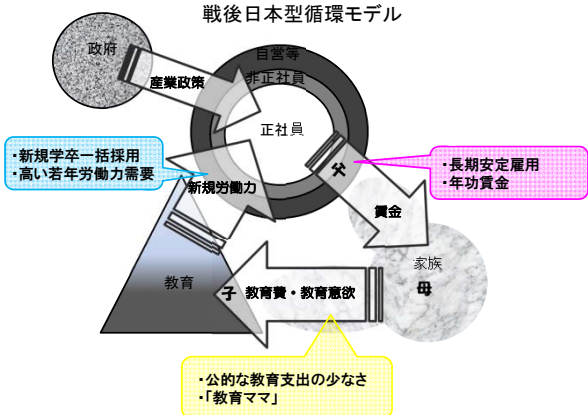 戦後日本型循環モデル
政府
自営等
非正社員
産業政策
正社員
・新規学卒一括採用
・高い若年労働力需要
・長期安定雇用
・年功賃金
父
新規労働力
賃金
家族
母
教育
子
教育費・教育意欲
・公的な教育支出の少なさ
・「教育ママ」